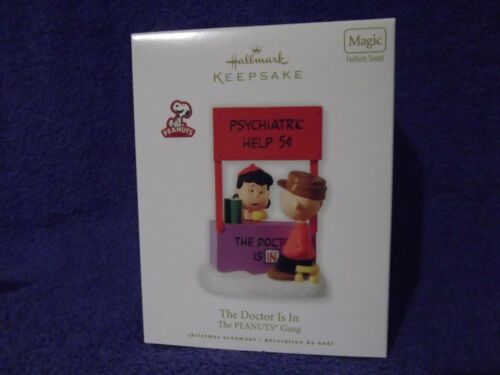 Hallmark
KEEPSAKE
Magic
Features Sound
PEANUTS
PSYCHIATRIC
HELP 5¢
THE DOCTOR
IS IN
The Doctor Is In
The PEANUTS® Gang
christmas ornament • décoration de noël